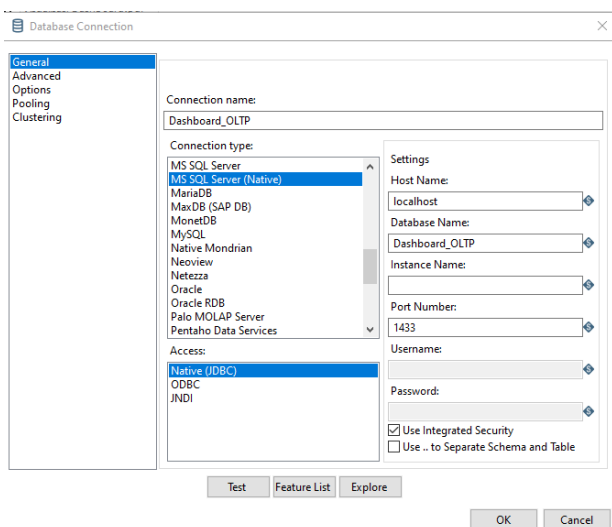 Database Connection
General
Advanced
Options
Pooling
Clustering
Connection name:
Dashboard_OLTP
Connection type:
MS SQL Server
MS SQL Server (Native)
MariaDB
MaxDB (SAP DB)
MonetDB
MySQL
Native Mondrian
Neoview
Netezza
Oracle
Oracle RDB
Palo MOLAP Server
Pentaho Data Services
Access:
Native (JDBC)
ODBC
JNDI
Settings
Host Name:
localhost
Database Name:
Dashboard_OLTP
Instance Name:
Port Number:
1433
Username:
Password:
Use Integrated Security
Use .. to Separate Schema and Table
Test
Feature List
Explore
OK
Cancel